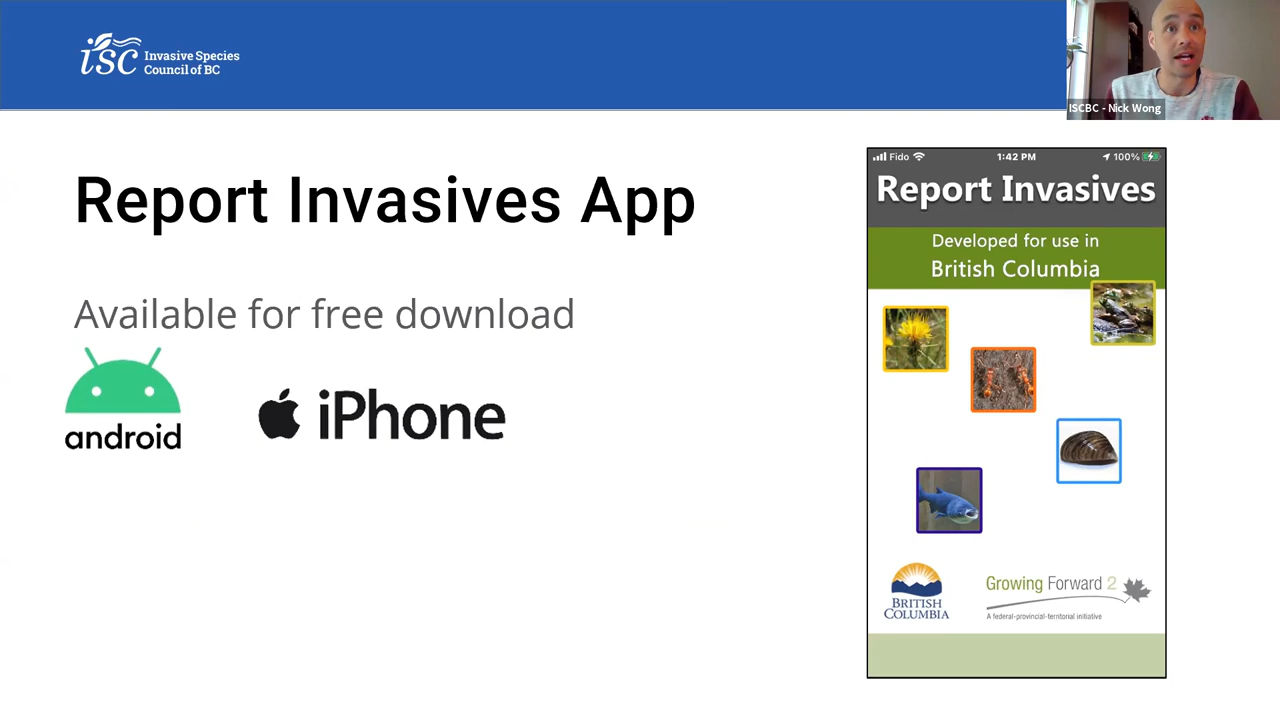 isc Invasive Species
Council of BC
ISCBC - Nick Wong
Report Invasives App
Available for free download
android
iPhone
Fido 1:42 PM 100%
Report Invasives
Developed for use in
British Columbia
BRITISH
COLUMBIA
Growing Forward 2
A federal-provincial-territorial initiative